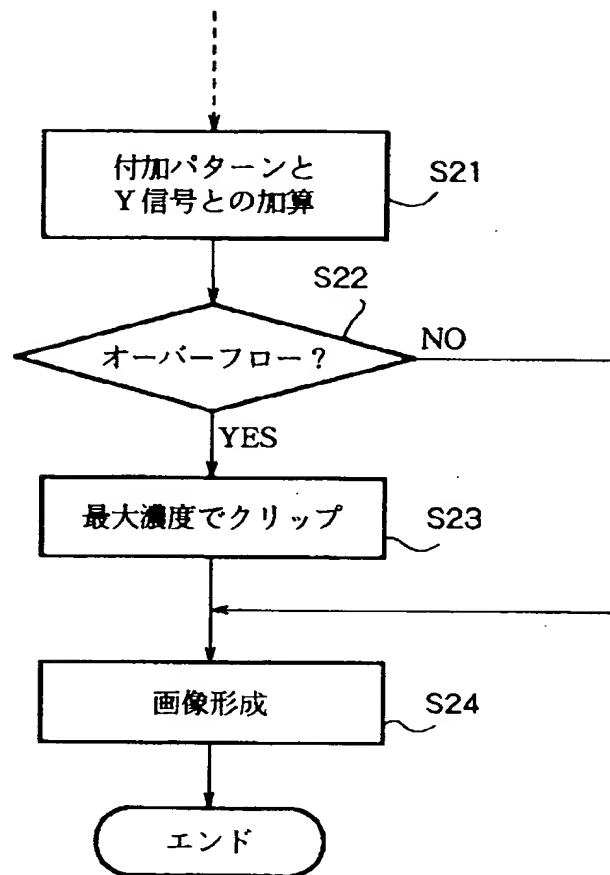 付加パターンと
Y信号との加算
S21
S22
オーバーフロー?
NO
YES
最大濃度でクリップ
S23
画像形成
S24
エンド